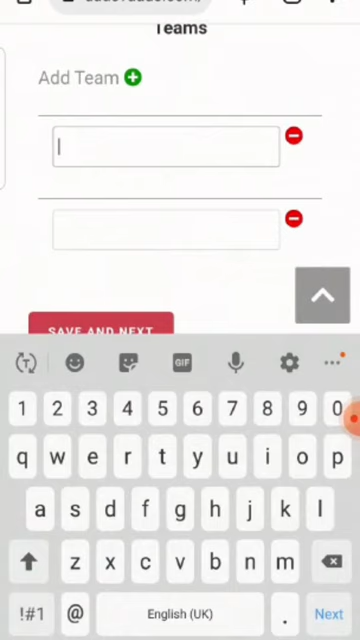 Teams
Add Team
SAVE AND NEXT
GIF
1 2 3 4 5 6 7 8 9 0
q w e r t y u i o p
a s d f g h j k l
z x c v b n m
!#1 @ English (UK) . Next